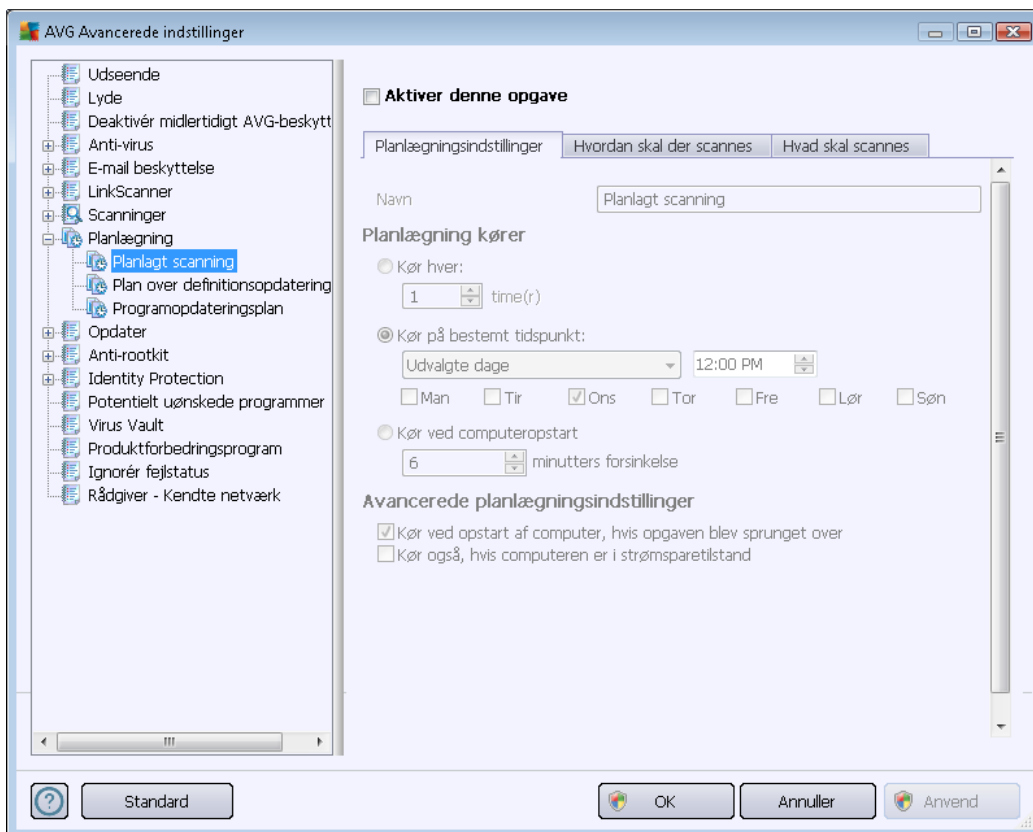 AVG Avancerede indstillinger
Udseende
Lyde
Deaktivér midlertidigt AVG-beskytt
Anti-virus
E-mail beskyttelse
LinkScanner
Scanninger
Planlægning
Planlagt scanning
Plan over definitionsopdatering
Programopdateringsplan
Opdater
Anti-rootkit
Identity Protection
Potentielt uønskede programmer
Virus Vault
Produktforbedringsprogram
Ignorér fejlstatus
Rådgiver - Kendte netværk
Aktiver denne opgave
Planlægningsindstillinger Hvordan skal der scannes Hvad skal scannes
Navn Planlagt scanning
Planlægning kører
Kør hver:
1 time(r)
Kør på bestemt tidspunkt:
Udvalgte dage 12:00 PM
Man Tir Ons Tor Fre Lør Søn
Kør ved computeropstart
6 minutters forsinkelse
Avancerede planlægningsindstillinger
Kør ved opstart af computer, hvis opgaven blev sprunget over
Kør også, hvis computeren er i strømsparetilstand
Standard OK Annuller Anvend